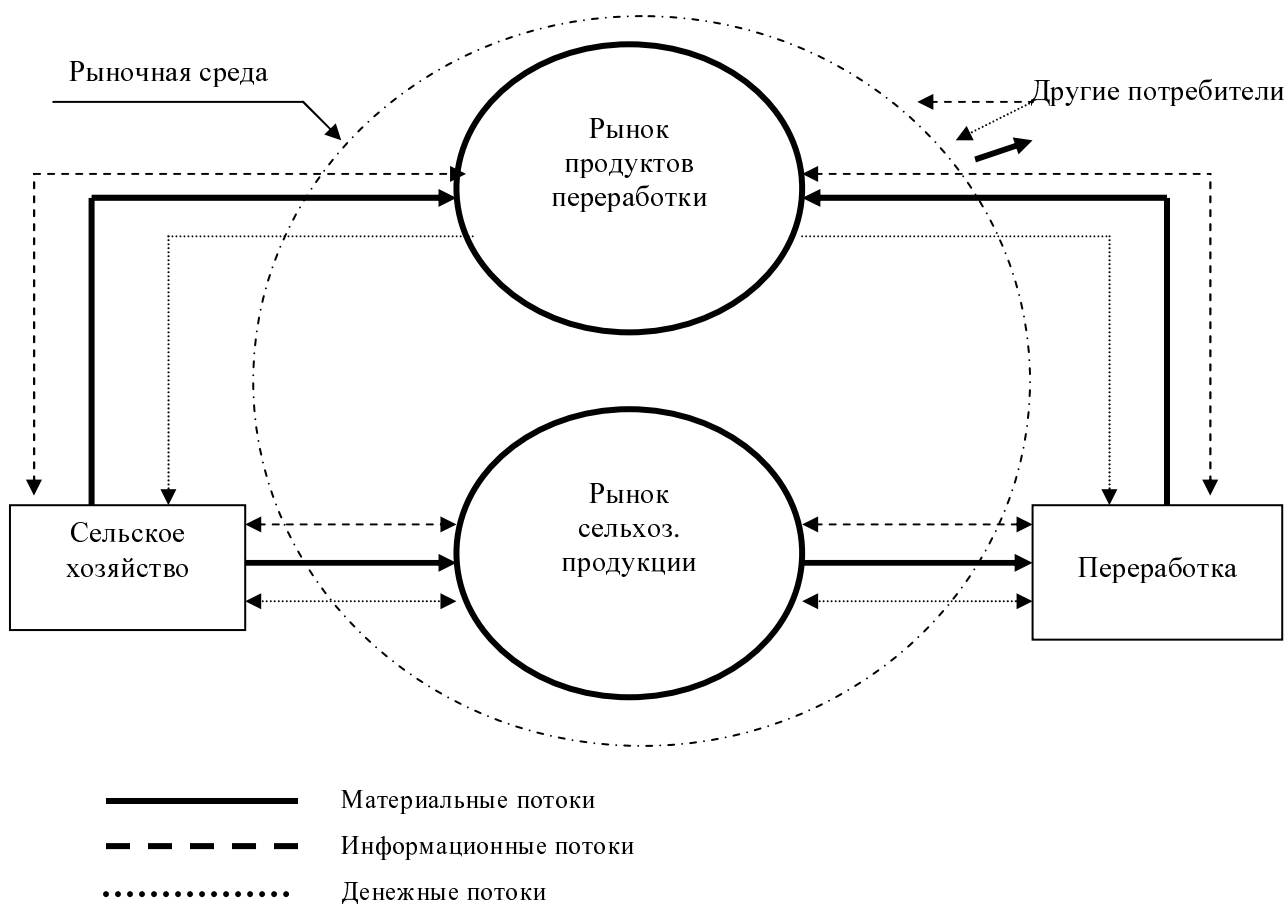 Рыночная среда
Другие потребители
Рынок
продуктов
переработки
Рынок
сельхоз.
продукции
Сельское
хозяйство
Переработка
Материальные потоки
Информационные потоки
Денежные потоки